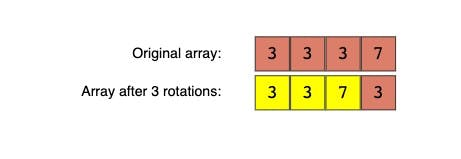 Original array: 3 3 3 7
Array after 3 rotations: 3 3 7 3